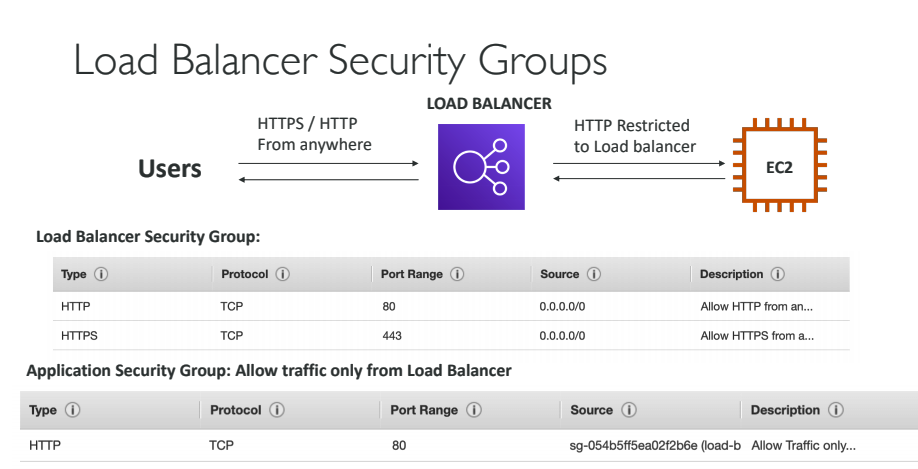 Load Balancer Security Groups
LOAD BALANCER
HTTPS / HTTP
From anywhere
HTTP Restricted
to Load balancer
Users
EC2
Load Balancer Security Group:
Type Protocol Port Range Source Description
HTTP TCP 80 0.0.0.0/0 Allow HTTP from an...
HTTPS TCP 443 0.0.0.0/0 Allow HTTPS from a...
Application Security Group: Allow traffic only from Load Balancer
Type Protocol Port Range Source Description
HTTP TCP 80 sg-054b5ff5ea02f2b6e (load-b Allow Traffic only...